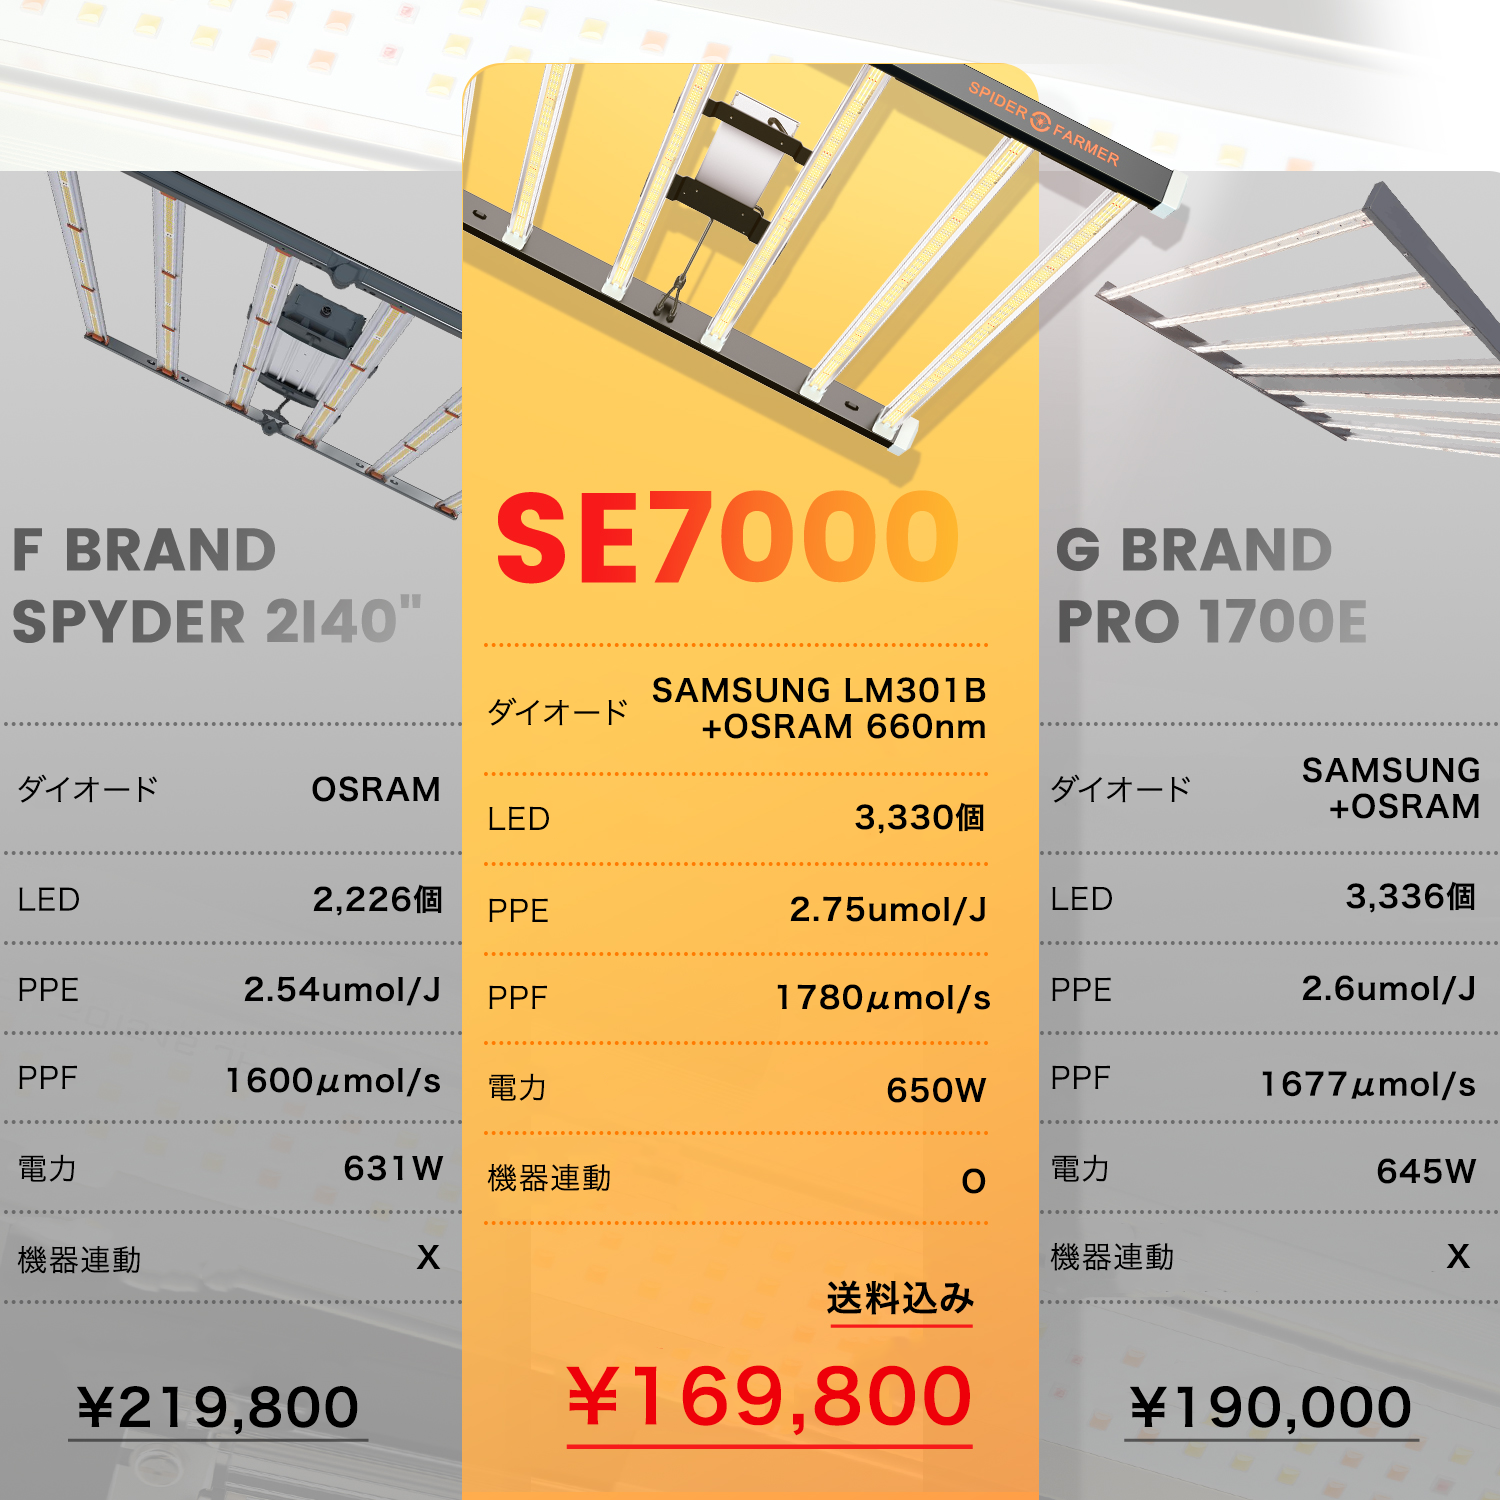 SPIDER FARMER
F BRAND
SPYDER 2I40"
ダイオード OSRAM
LED 2,226個
PPE 2.54umol/J
PPF 1600μmol/s
電力 631W
機器連動 X
¥219,800
SE7000
ダイオード SAMSUNG LM301B
+OSRAM 660nm
LED 3,330個
PPE 2.75umol/J
PPF 1780μmol/s
電力 650W
機器連動 O
送料込み
¥169,800
G BRAND
PRO 1700E
ダイオード SAMSUNG
+OSRAM
LED 3,336個
PPE 2.6umol/J
PPF 1677μmol/s
電力 645W
機器連動 X
¥190,000